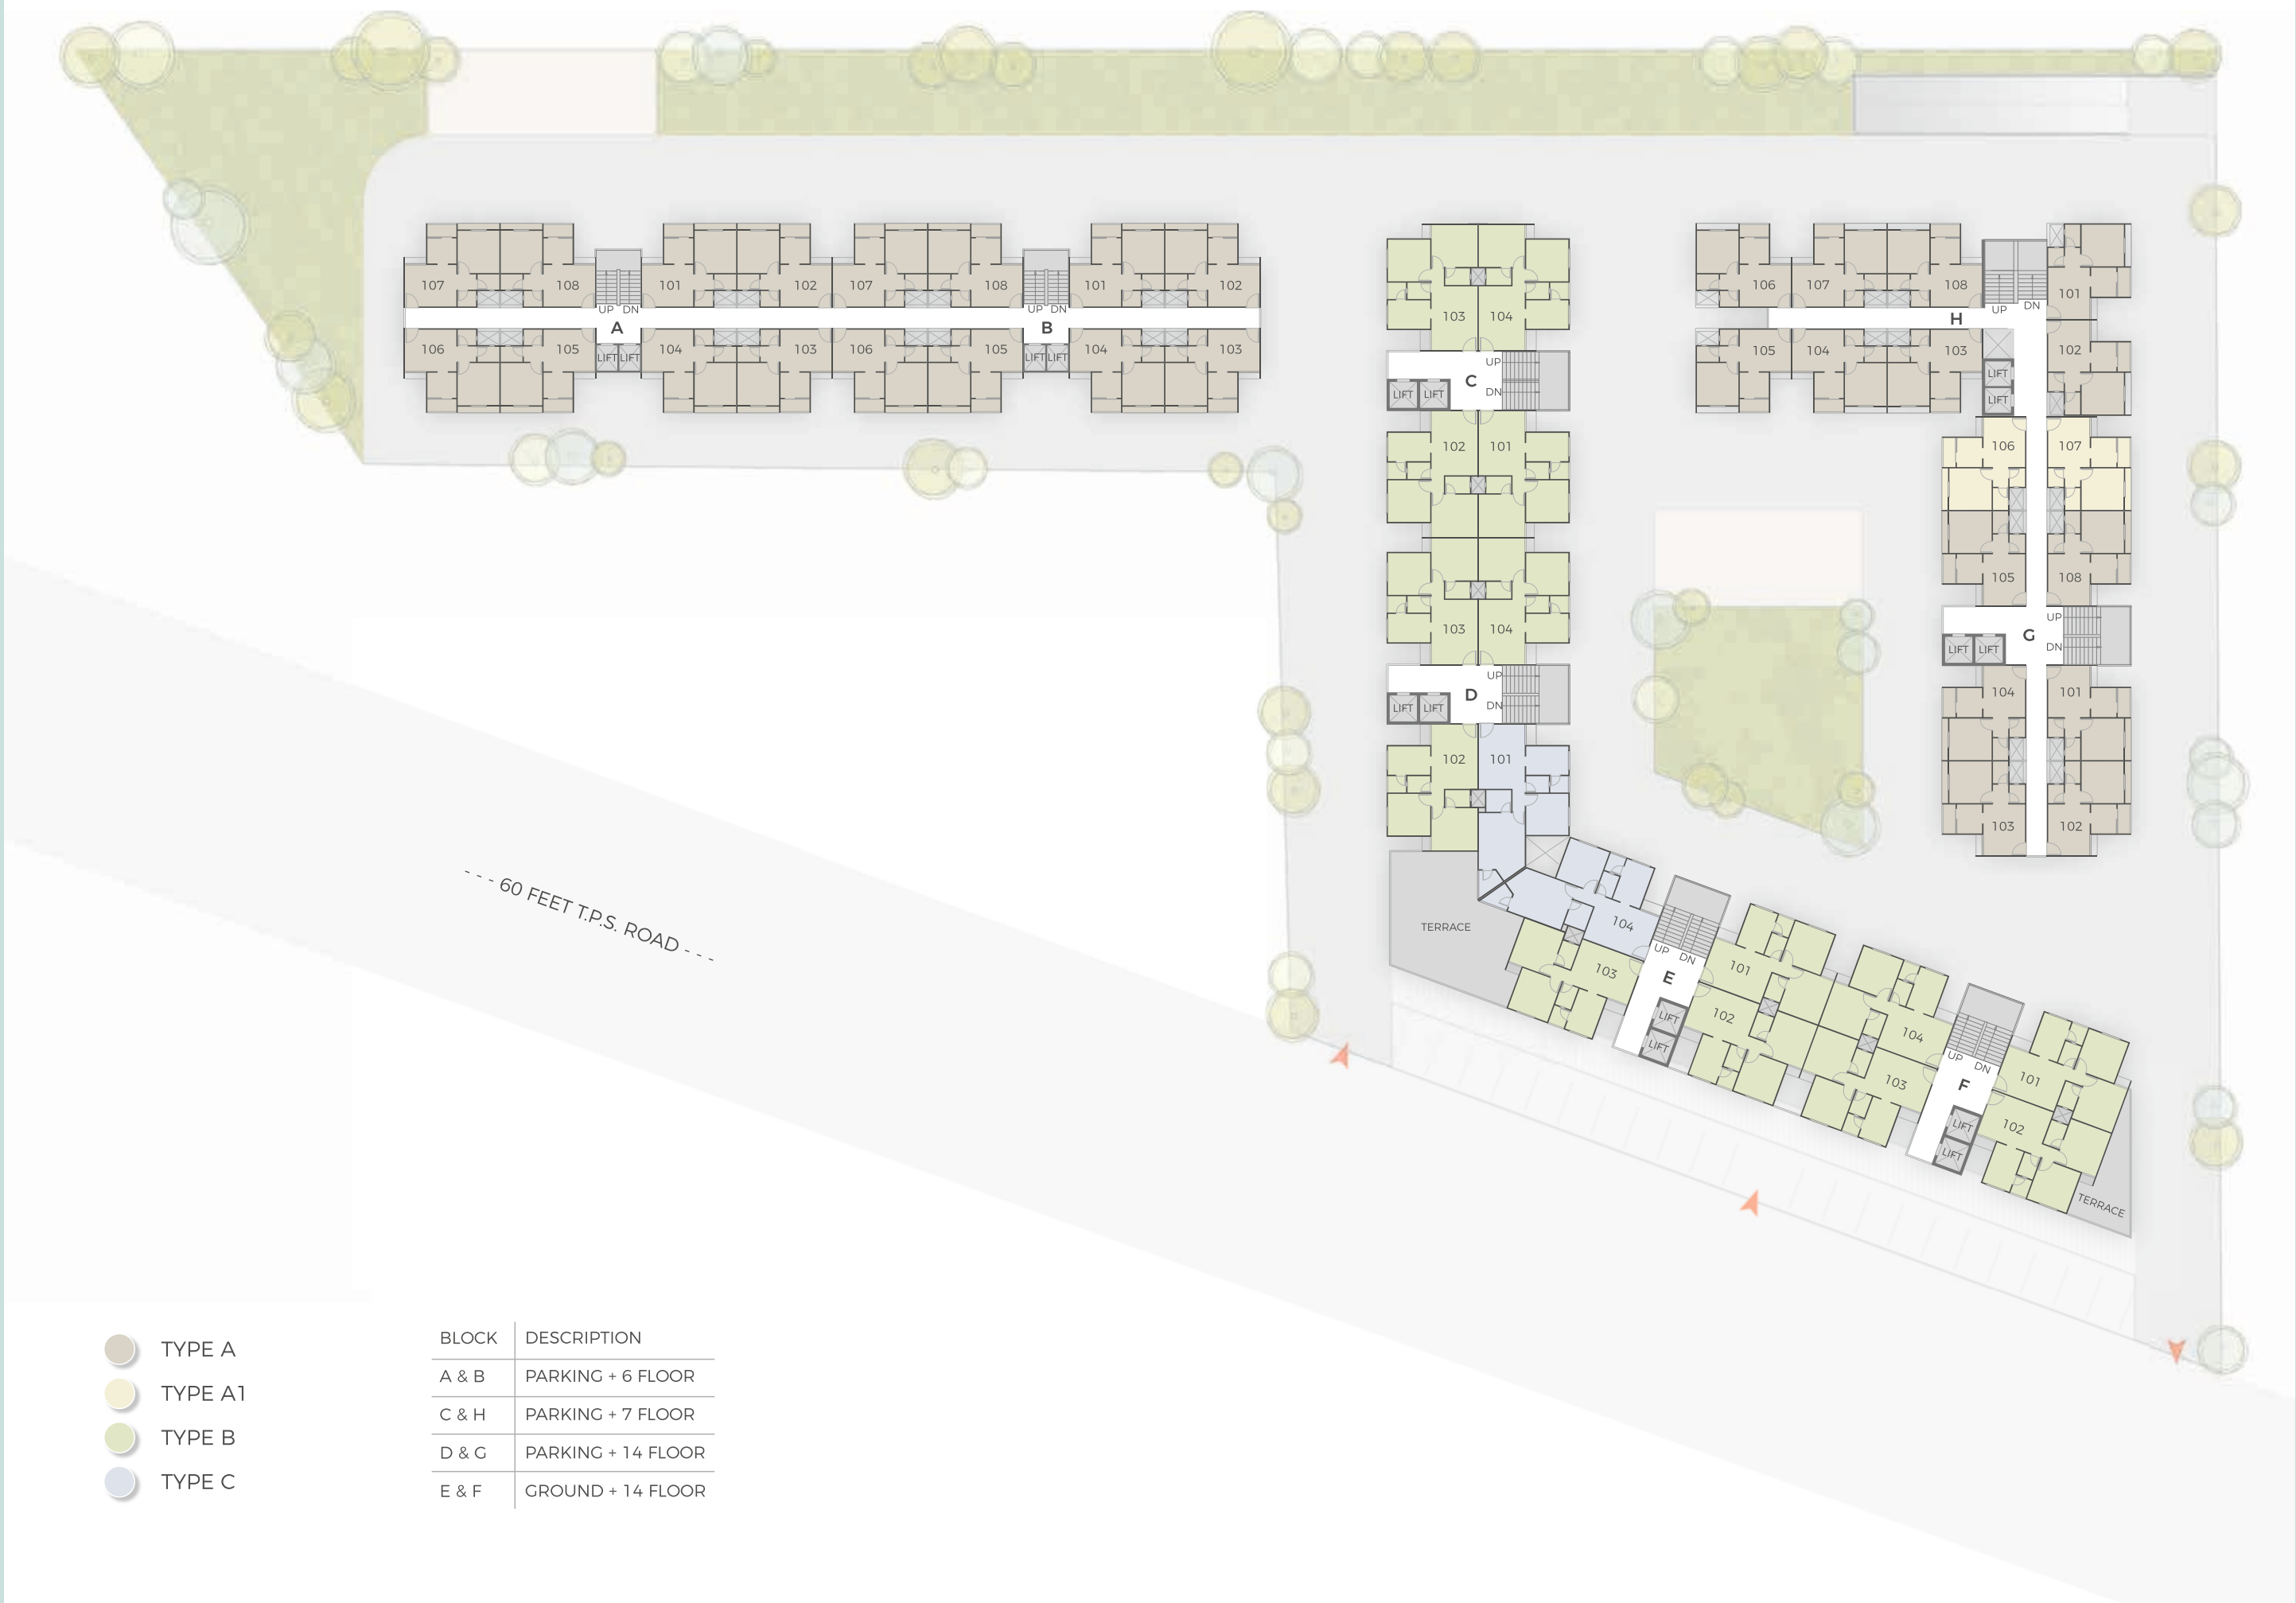 107 108 101 102 107 108 101 102
UP DN UP DN
A B
106 105 LIFT LIFT 104 103 106 105 LIFT LIFT 104 103
103 104
C
UP
DN
LIFT LIFT
102 101
103 104
D
UP
DN
LIFT LIFT
102 101
106 107 108 101
UP DN
H
105 104 103 102
LIFT
LIFT
106 107
105 108
UP
G
DN
LIFT LIFT
104 101
103 102
TERRACE
104
103
UP DN
E
LIFT
LIFT
101
102
104
103
UP DN
F
LIFT
LIFT
101
102
TERRACE
- - - 60 FEET T.P.S. ROAD - - -
TYPE A
TYPE A1
TYPE B
TYPE C
BLOCK DESCRIPTION
A & B PARKING + 6 FLOOR
C & H PARKING + 7 FLOOR
D & G PARKING + 14 FLOOR
E & F GROUND + 14 FLOOR